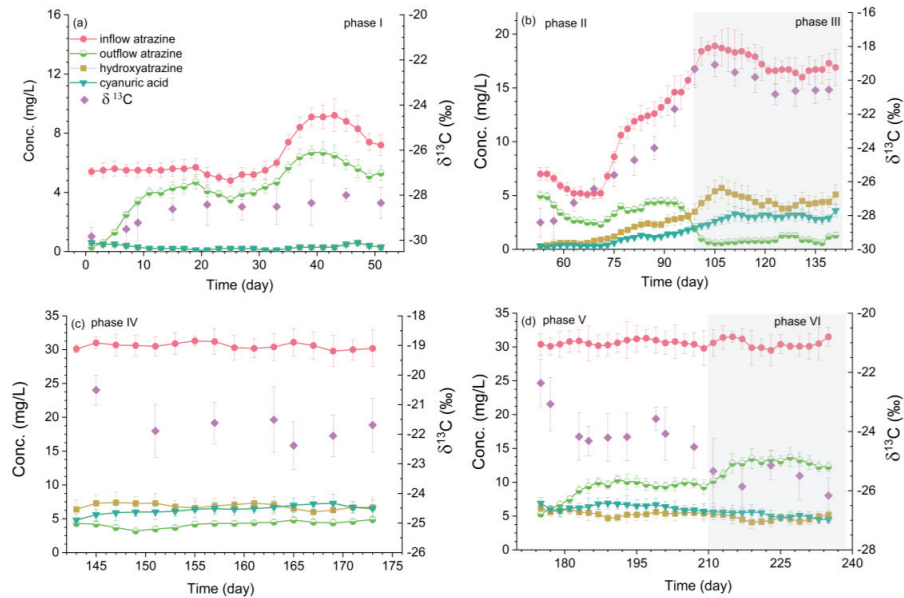 (a)
phase I
inflow atrazine
outflow atrazine
hydroxyatrazine
cyanuric acid
δ 13C
Conc. (mg/L)
16
12
8
4
0
-20
-22
-24
-26
-28
-30
δ13C (‰)
0
10
20
30
40
50
Time (day)
(b)
phase II
phase III
Conc. (mg/L)
20
15
10
5
0
-16
-18
-20
-22
-24
-26
-28
-30
δ13C (‰)
60
75
90
105
120
135
Time (day)
(c)
phase IV
Conc. (mg/L)
35
30
25
20
15
10
5
0
-18
-19
-20
-21
-22
-23
-24
-25
-26
δ13C (‰)
145
150
155
160
165
170
175
Time (day)
(d)
phase V
phase VI
Conc. (mg/L)
35
30
25
20
15
10
5
0
-20
-22
-24
-26
-28
δ13C (‰)
180
195
210
225
240
Time (day)